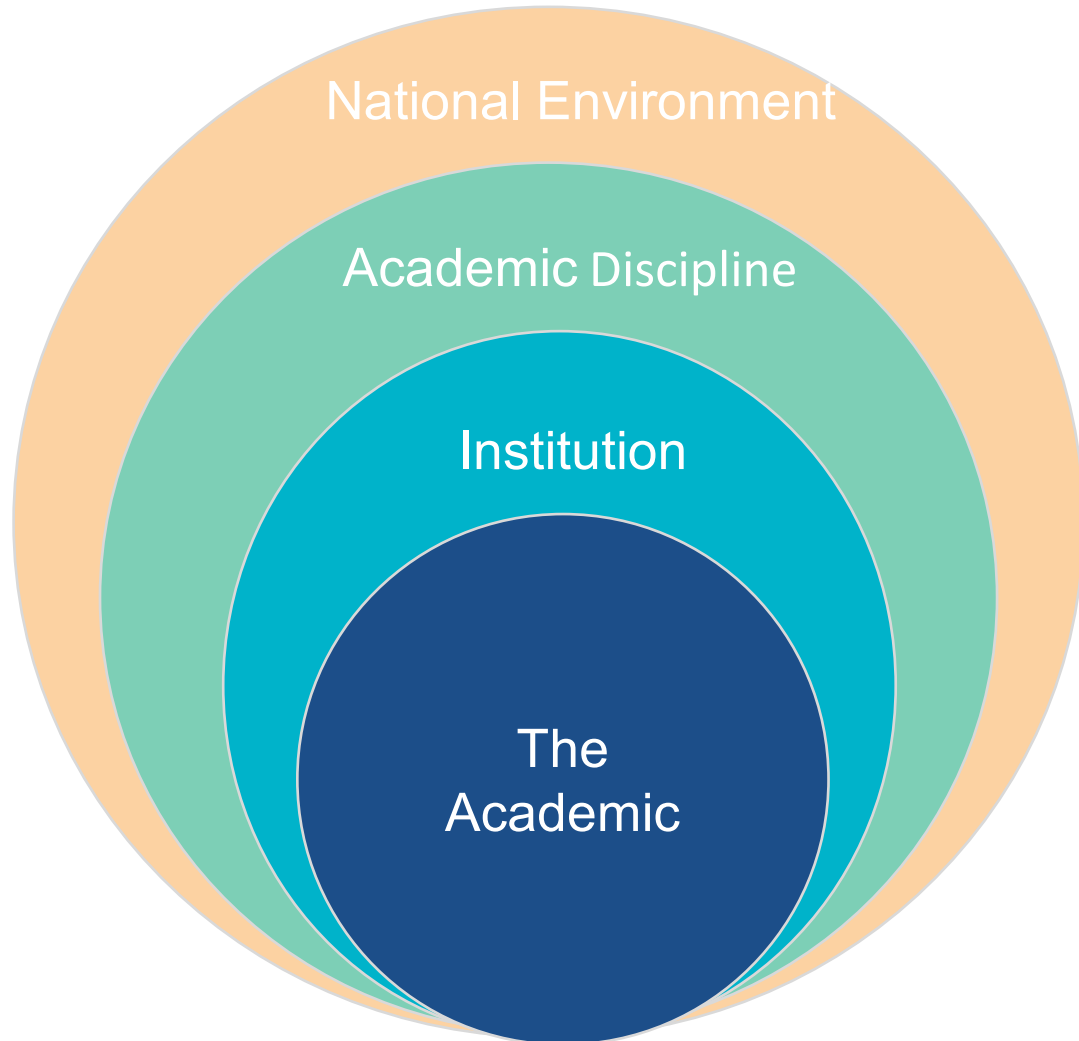 National Environment
Academic Discipline
Institution
The
Academic